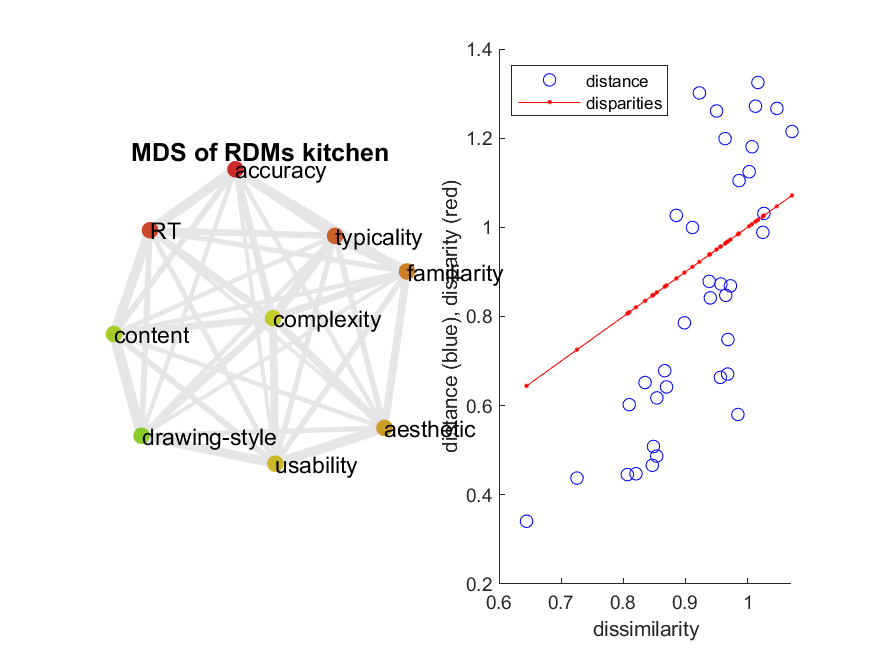 MDS of RDMs kitchen
accuracy
RT
typicality
familiarity
complexity
content
drawing-style
aesthetic
usability
distance (blue), disparity (red)
1.4
1.2
1
0.8
0.6
0.4
0.2
distance
disparities
0.6
0.7
0.8
0.9
1
dissimilarity